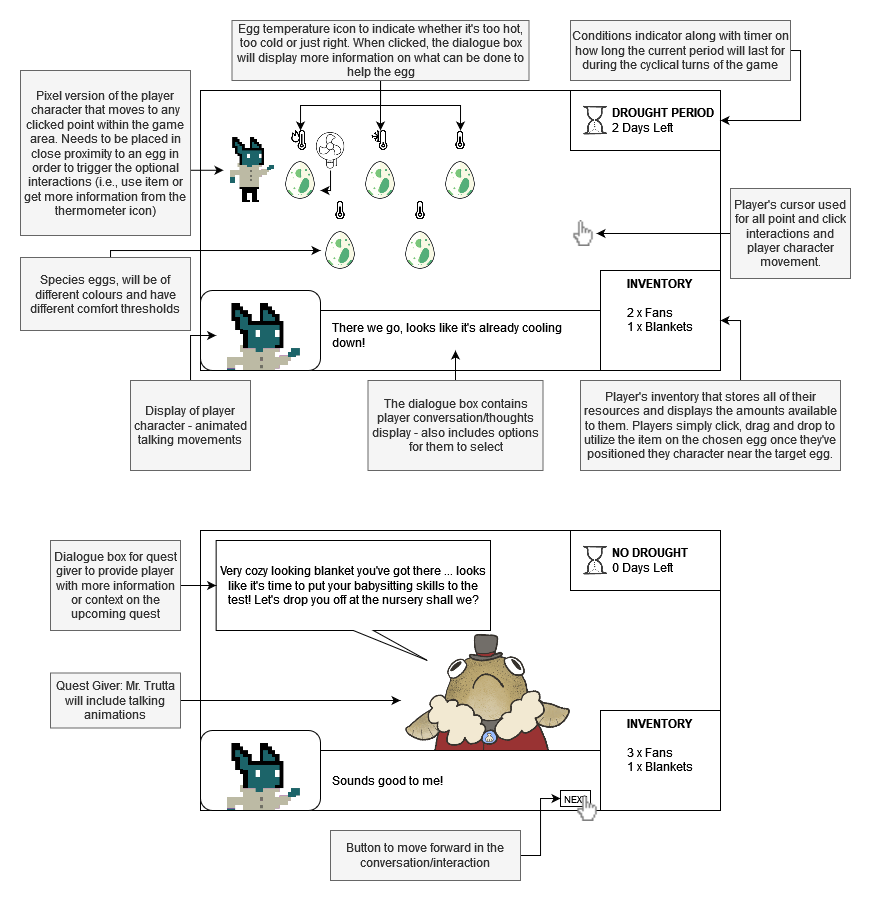 Egg temperature icon to indicate whether it's too hot,
too cold or just right. When clicked, the dialogue box
will display more information on what can be done to
help the egg
Conditions indicator along with timer on
how long the current period will last for
during the cyclical turns of the game
Pixel version of the player
character that moves to any
clicked point within the game
area. Needs to be placed in
close proximity to an egg in
order to trigger the optional
interactions (i.e., use item or
get more information from the
thermometer icon)
DROUGHT PERIOD
2 Days Left
Player's cursor used
for all point and click
interactions and
player character
movement.
Species eggs, will be of
different colours and have
different comfort thresholds
INVENTORY
2 x Fans
1 x Blankets
There we go, looks like it's already cooling
down!
Display of player
character - animated
talking movements
The dialogue box contains
player conversation/thoughts
display - also includes options
for them to select
Player's inventory that stores all of their
resources and displays the amounts available
to them. Players simply click, drag and drop to
utilize the item on the chosen egg once they've
positioned they character near the target egg.
Dialogue box for quest
giver to provide player
with more information
or context on the
upcoming quest
Very cozy looking blanket you've got there ... looks
like it's time to put your babysitting skills to the
test! Let's drop you off at the nursery shall we?
NO DROUGHT
0 Days Left
Quest Giver: Mr. Trutta
will include talking
animations
INVENTORY
3 x Fans
1 x Blankets
Sounds good to me!
NEXT
Button to move forward in the
conversation/interaction